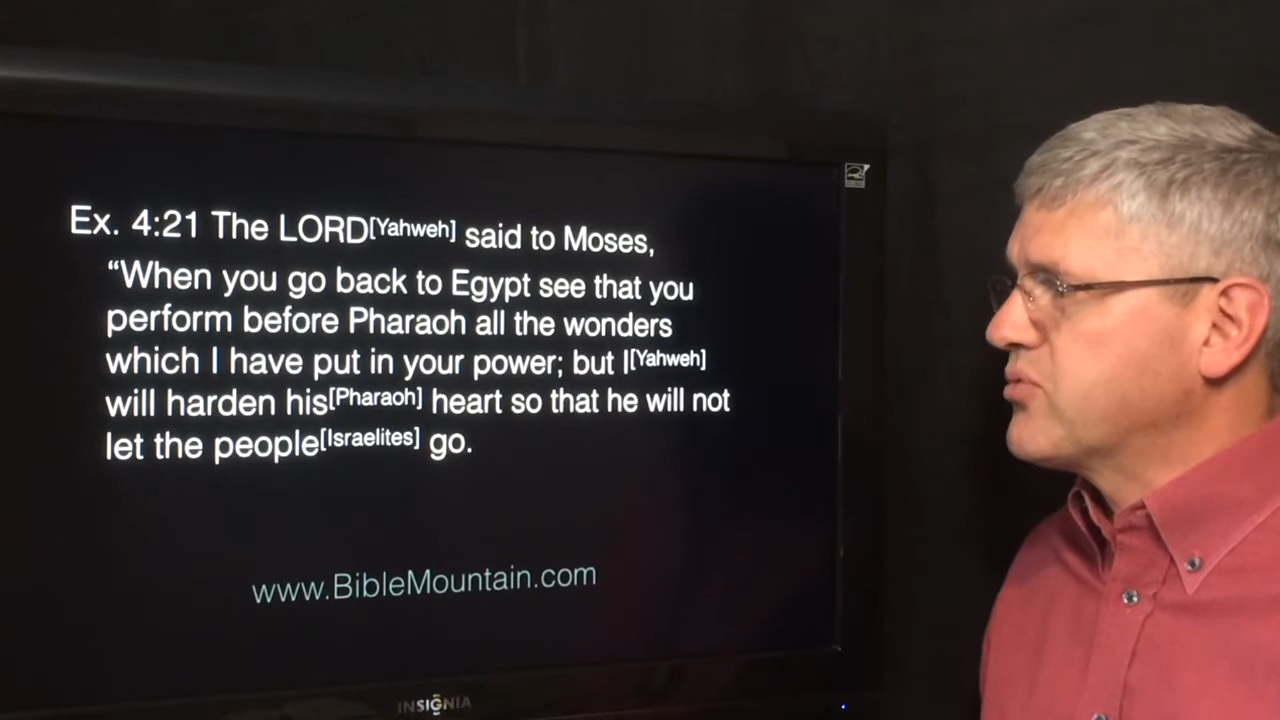 Ex. 4:21 The LORD[Yahweh] said to Moses,
“When you go back to Egypt see that you
perform before Pharaoh all the wonders
which I have put in your power; but I[Yahweh]
will harden his[Pharaoh] heart so that he will not
let the people[Israelites] go.
www.BibleMountain.com
INSIGNIA